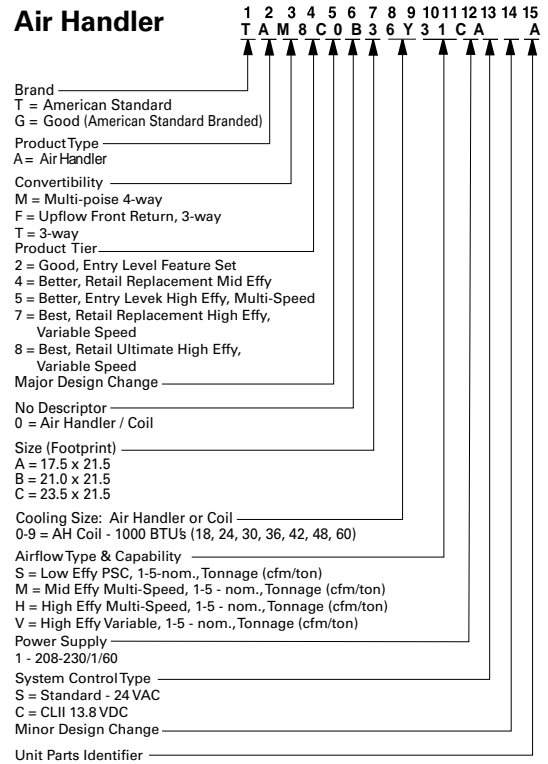 Air Handler
1 2 3 4 5 6 7 8 9 10 11 12 13 14 15
T A M 8 C 0 B 3 6 Y 3 1 C A A
Brand
T = American Standard
G = Good (American Standard Branded)
Product Type
A = Air Handler
Convertibility
M = Multi-poise 4-way
F = Upflow Front Return, 3-way
T = 3-way
Product Tier
2 = Good, Entry Level Feature Set
4 = Better, Retail Replacement Mid Effy
5 = Better, Entry Levek High Effy, Multi-Speed
7 = Best, Retail Replacement High Effy,
Variable Speed
8 = Best, Retail Ultimate High Effy,
Variable Speed
Major Design Change
No Descriptor
0 = Air Handler / Coil
Size (Footprint)
A = 17.5 x 21.5
B = 21.0 x 21.5
C = 23.5 x 21.5
Cooling Size: Air Handler or Coil
0-9 = AH Coil - 1000 BTU's (18, 24, 30, 36, 42, 48, 60)
Airflow Type & Capability
S = Low Effy PSC, 1-5-nom., Tonnage (cfm/ton)
M = Mid Effy Multi-Speed, 1-5 - nom., Tonnage (cfm/ton)
H = High Effy Multi-Speed, 1-5 - nom., Tonnage (cfm/ton)
V = High Effy Variable, 1-5 - nom., Tonnage (cfm/ton)
Power Supply
1 - 208-230/1/60
System Control Type
S = Standard - 24 VAC
C = CLII 13.8 VDC
Minor Design Change
Unit Parts Identifier